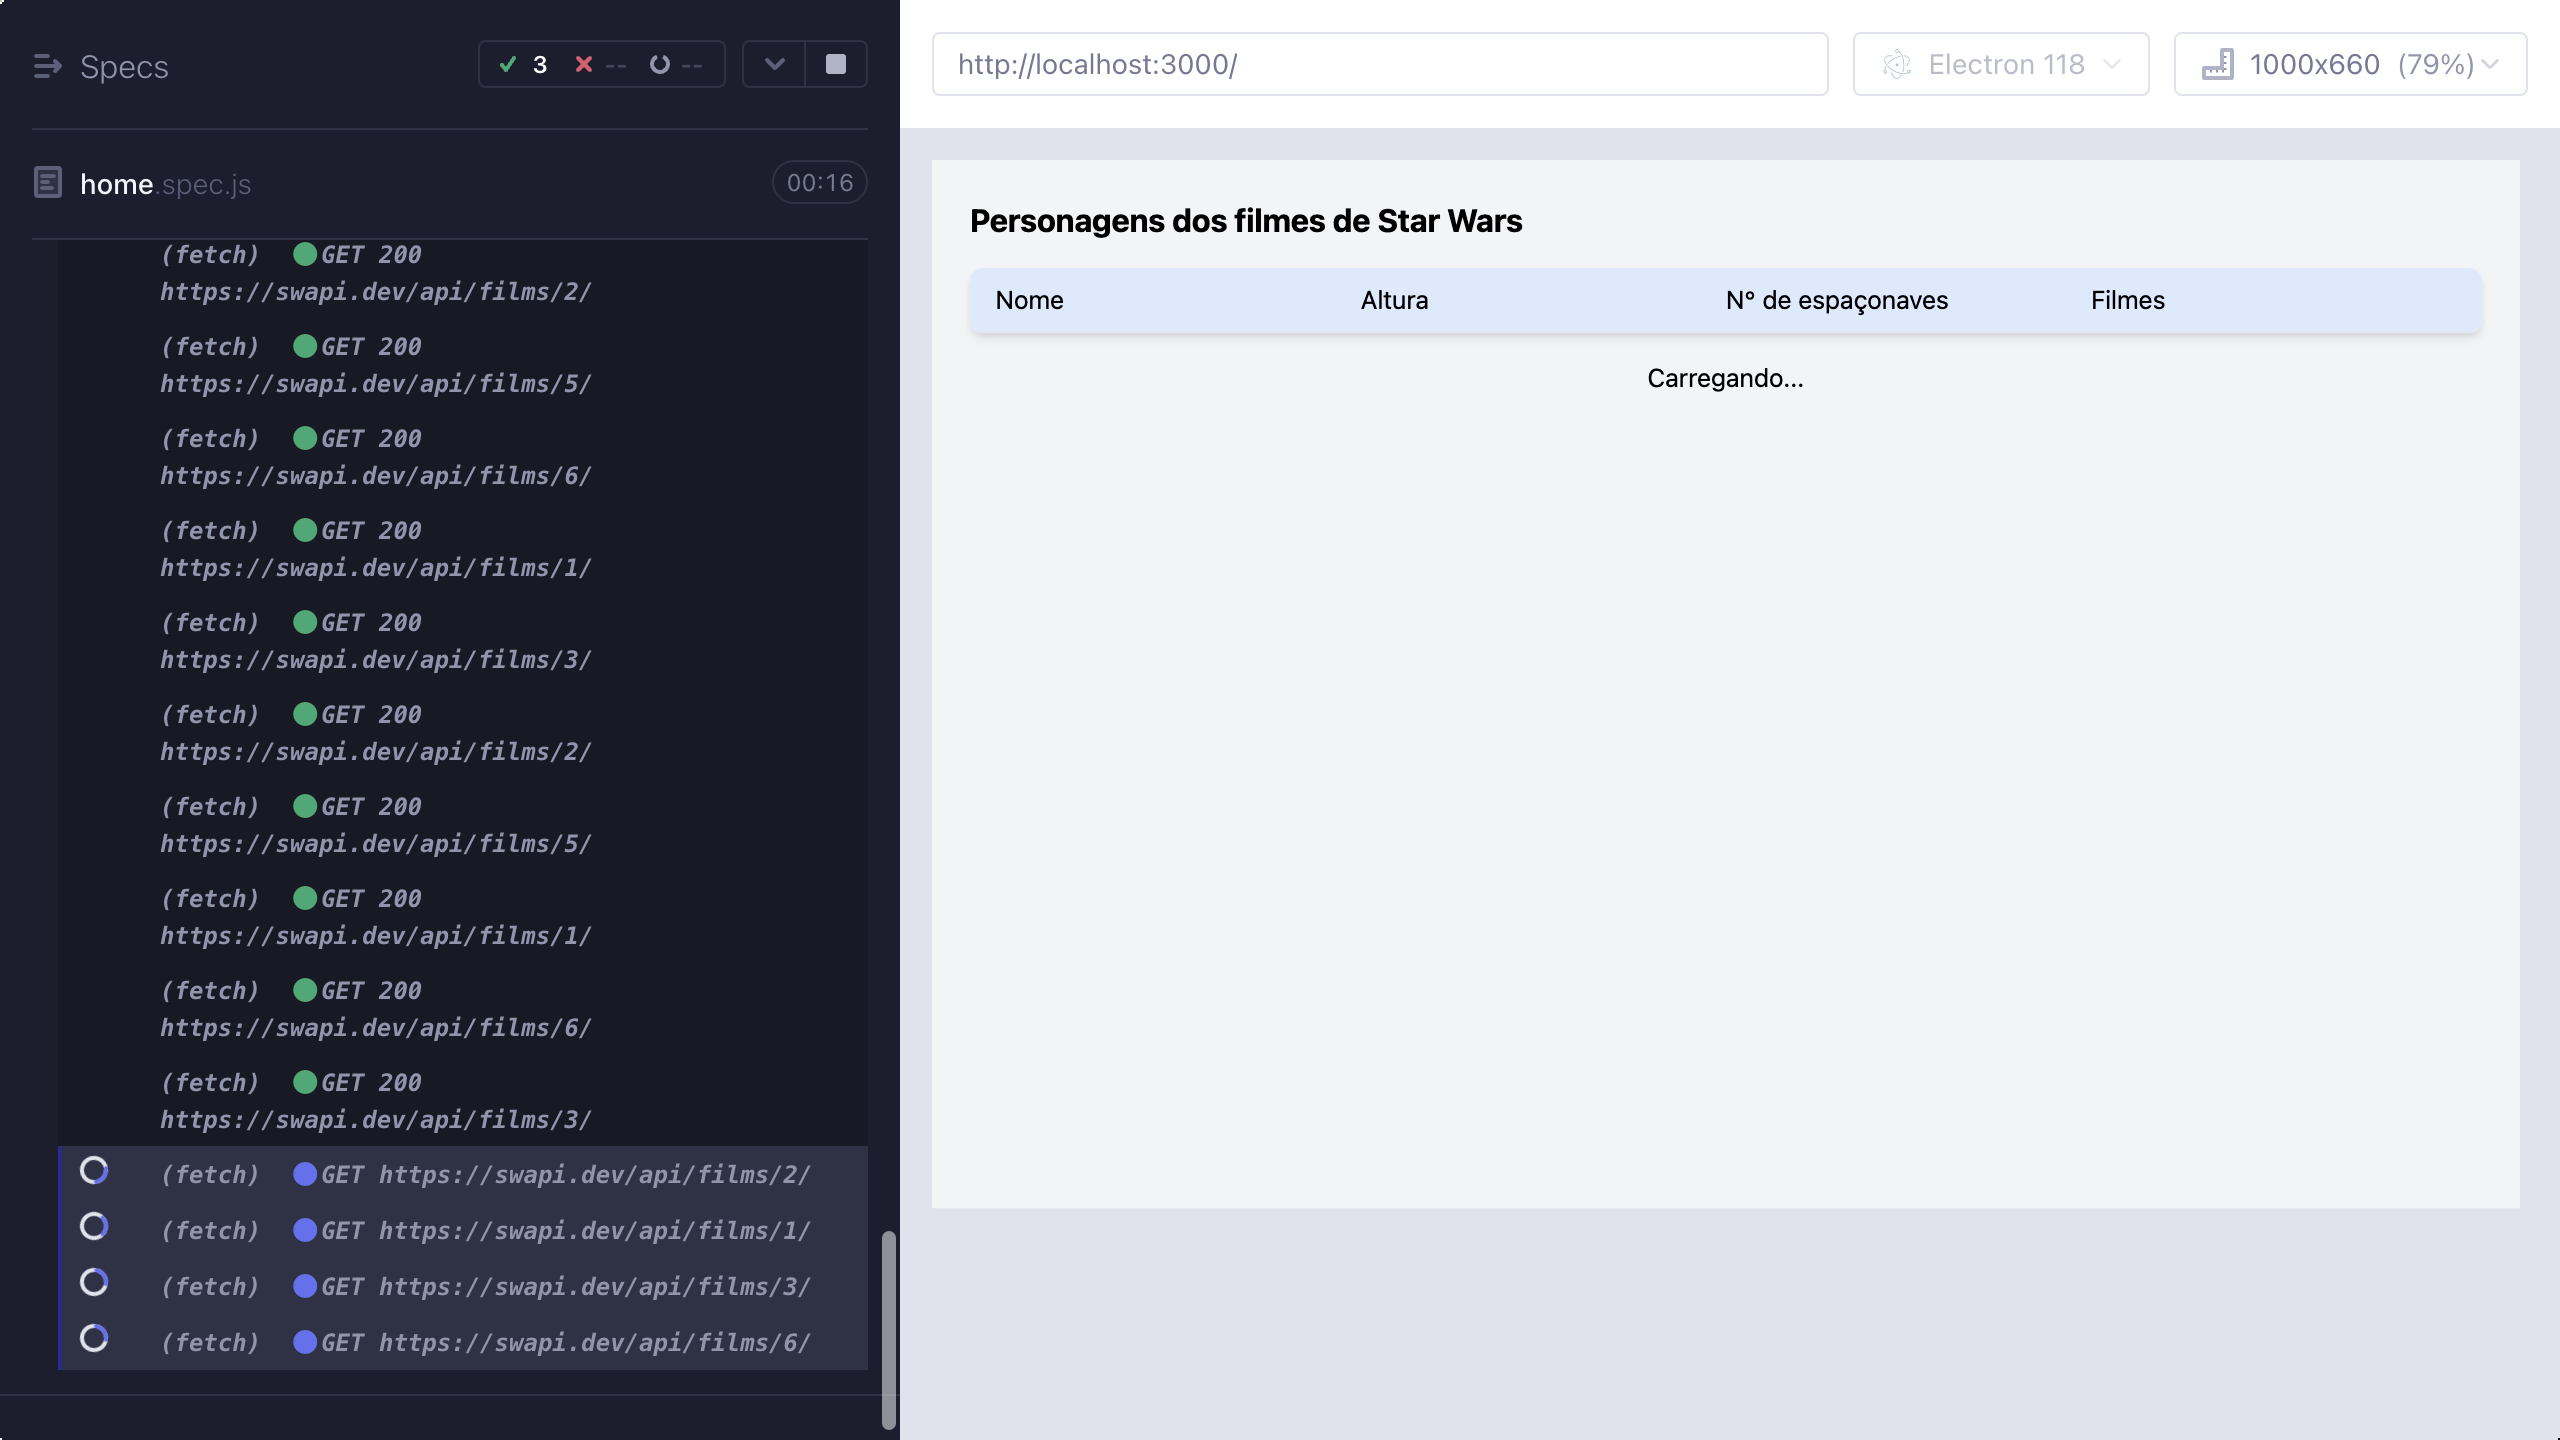 Specs
3 -- --
home.spec.js
00:16
(fetch) GET 200
https://swapi.dev/api/films/2/
(fetch) GET 200
https://swapi.dev/api/films/5/
(fetch) GET 200
https://swapi.dev/api/films/6/
(fetch) GET 200
https://swapi.dev/api/films/1/
(fetch) GET 200
https://swapi.dev/api/films/3/
(fetch) GET 200
https://swapi.dev/api/films/2/
(fetch) GET 200
https://swapi.dev/api/films/5/
(fetch) GET 200
https://swapi.dev/api/films/1/
(fetch) GET 200
https://swapi.dev/api/films/6/
(fetch) GET 200
https://swapi.dev/api/films/3/
(fetch) GET https://swapi.dev/api/films/2/
(fetch) GET https://swapi.dev/api/films/1/
(fetch) GET https://swapi.dev/api/films/3/
(fetch) GET https://swapi.dev/api/films/6/
http://localhost:3000/
Electron 118
1000x660 (79%)
Personagens dos filmes de Star Wars
Nome Altura Nº de espaçonaves Filmes
Carregando...